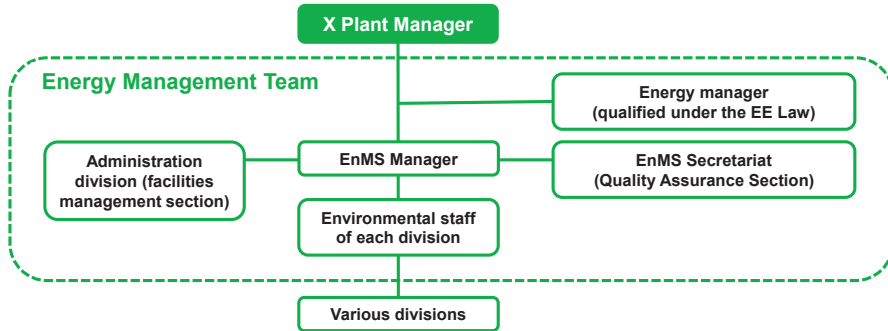 X Plant Manager
Energy Management Team
Energy manager
(qualified under the EE Law)
Administration
division (facilities
management section)
EnMS Manager
EnMS Secretariat
(Quality Assurance Section)
Environmental staff
of each division
Various divisions